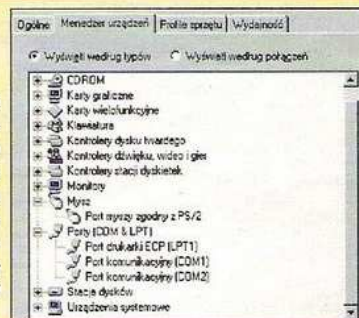 Ogólne Menedżer urządzeń Profile sprzętu Wydajność
Wyświetl według typów Wyświetl według połączeń
CDROM
Karty graficzne
Karty wielofunkcyjne
Klawiatura
Kontrolery dysku twardego
Kontrolery dźwięku, wideo i gier
Kontrolery stacji dyskietek
Monitory
Mysz
Port myszy zgodny z PS/2
Porty (COM & LPT)
Port drukarki ECP (LPT1)
Port komunikacyjny (COM1)
Port komunikacyjny (COM2)
Stacje dysków
Urządzenia systemowe